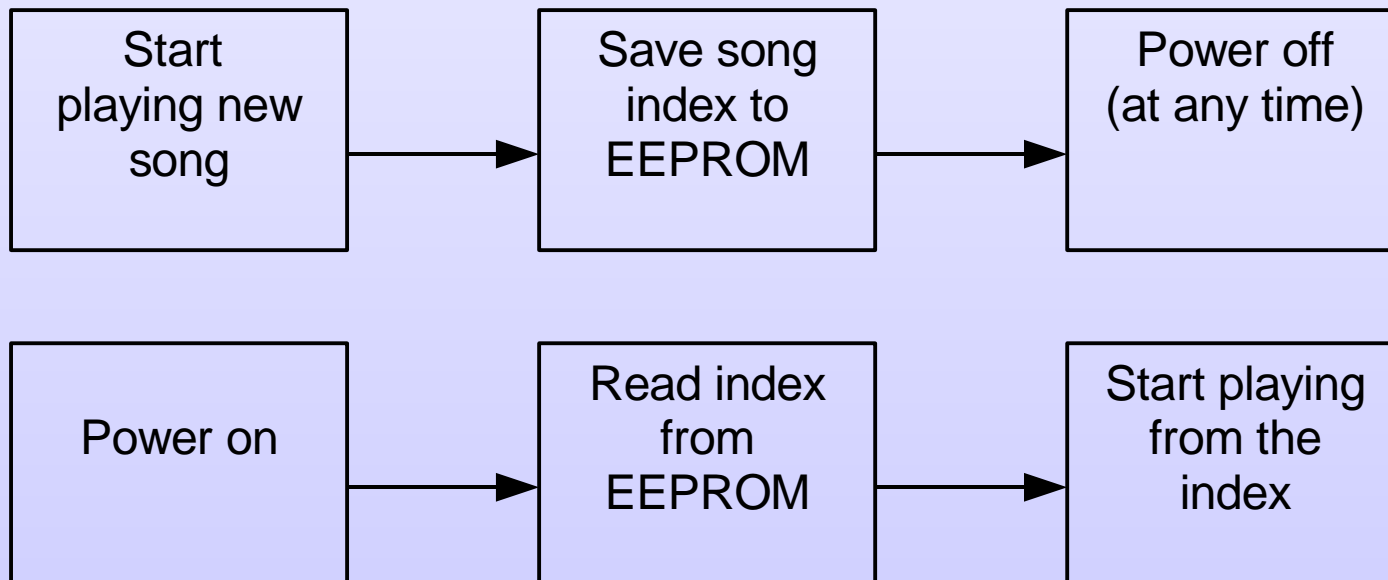 Start
playing new
song
Save song
index to
EEPROM
Power off
(at any time)
Power on
Read index
from
EEPROM
Start playing
from the
index